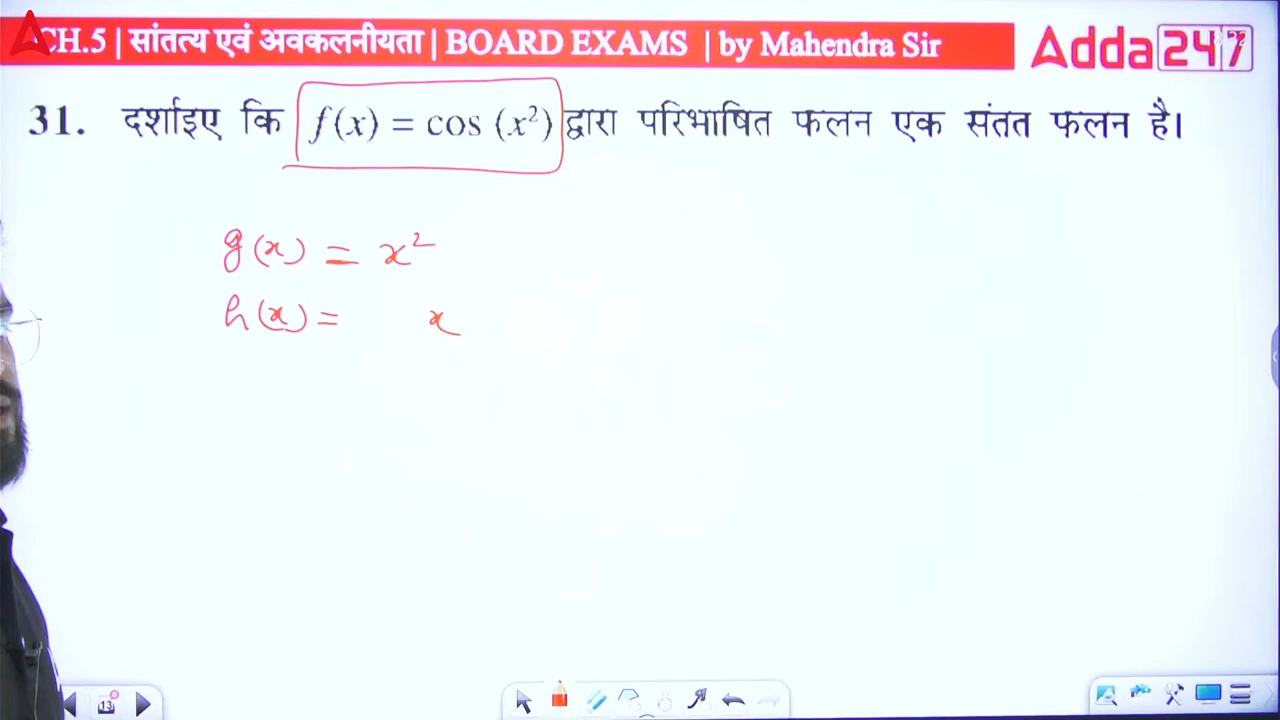 CH.5 | सांतत्य एवं अवकलनीयता | BOARD EXAMS | by Mahendra Sir
Adda247
31. दर्शाइए कि f(x) = cos (x²) द्वारा परिभाषित फलन एक संतत फलन है।
g(x) = x²
h(x) = x
13